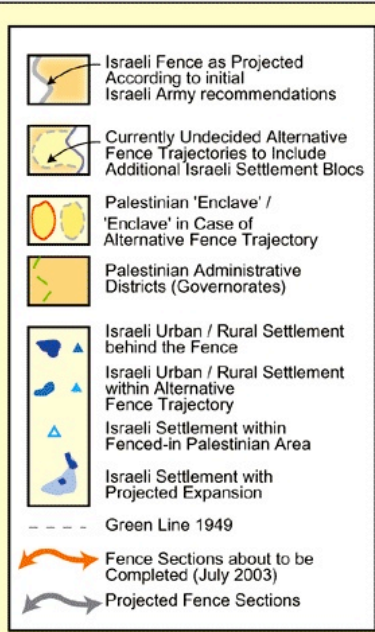 Israeli Fence as Projected
According to initial
Israeli Army recommendations
Currently Undecided Alternative
Fence Trajectories to Include
Additional Israeli Settlement Blocs
Palestinian 'Enclave' /
'Enclave' in Case of
Alternative Fence Trajectory
Palestinian Administrative
Districts (Governorates)
Israeli Urban / Rural Settlement
behind the Fence
Israeli Urban / Rural Settlement
within Alternative
Fence Trajectory
Israeli Settlement within
Fenced-in Palestinian Area
Israeli Settlement with
Projected Expansion
Green Line 1949
Fence Sections about to be
Completed (July 2003)
Projected Fence Sections